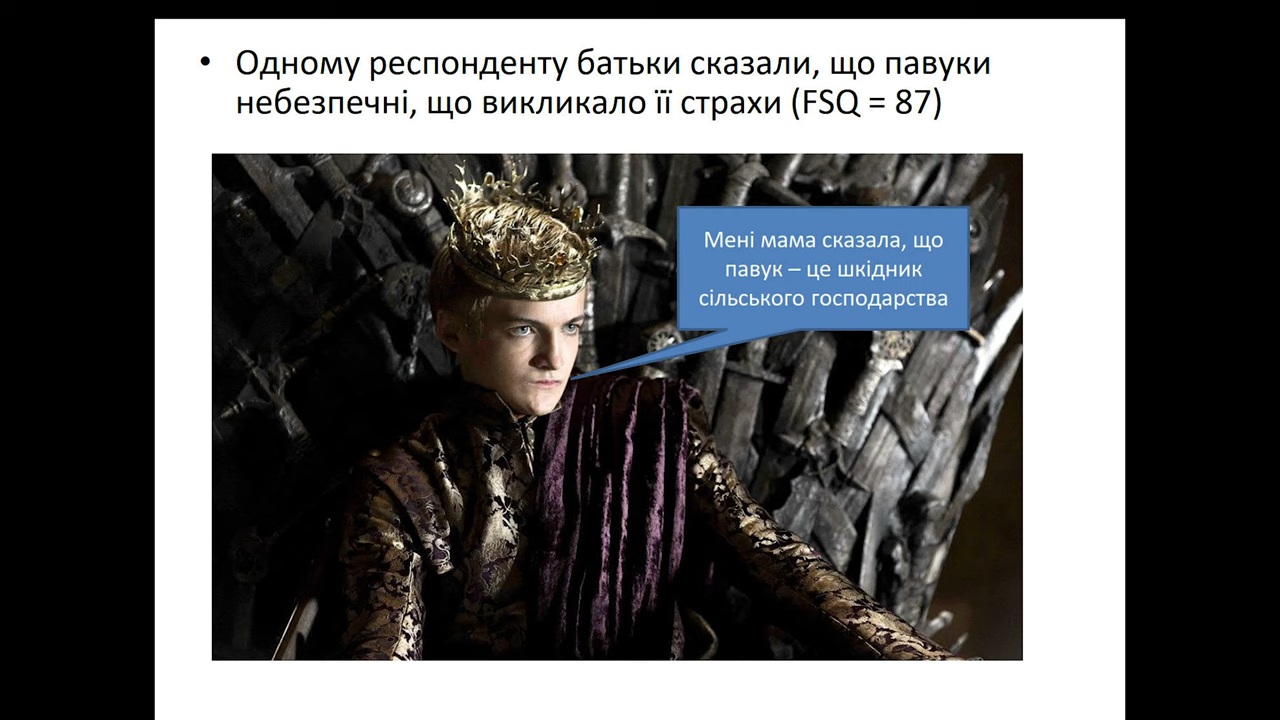 • Одному респонденту батьки сказали, що павуки
небезпечні, що викликало її страхи (FSQ = 87)
Мені мама сказала, що
павук – це шкідник
сільського господарства